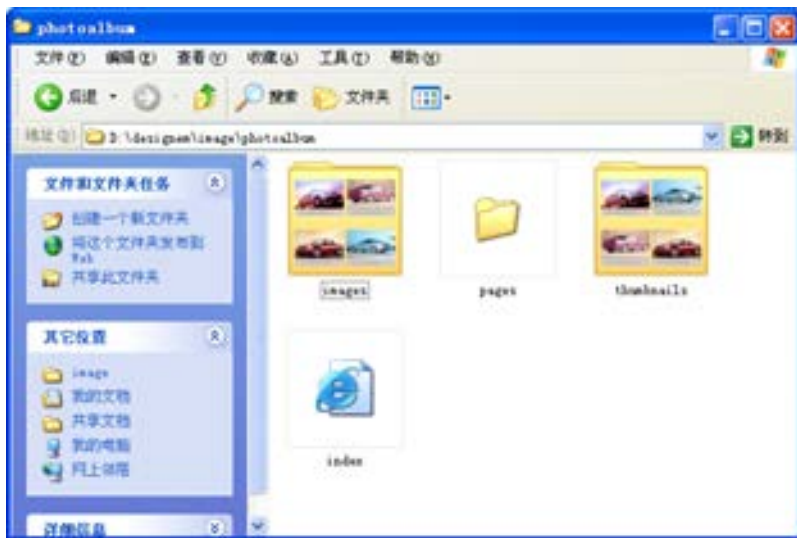 photoalbum
文件(F) 编辑(E) 查看(V) 收藏(A) 工具(T) 帮助(H)
后退 搜索 文件夹
地址(D) D:\designem\image\photoalbum 转到
文件和文件夹任务
创建一个新文件夹
将这个文件夹发布到
Web
共享此文件夹
images
pages
thumbnails
其它位置
image
我的文档
共享文档
我的电脑
网上邻居
index
详细信息